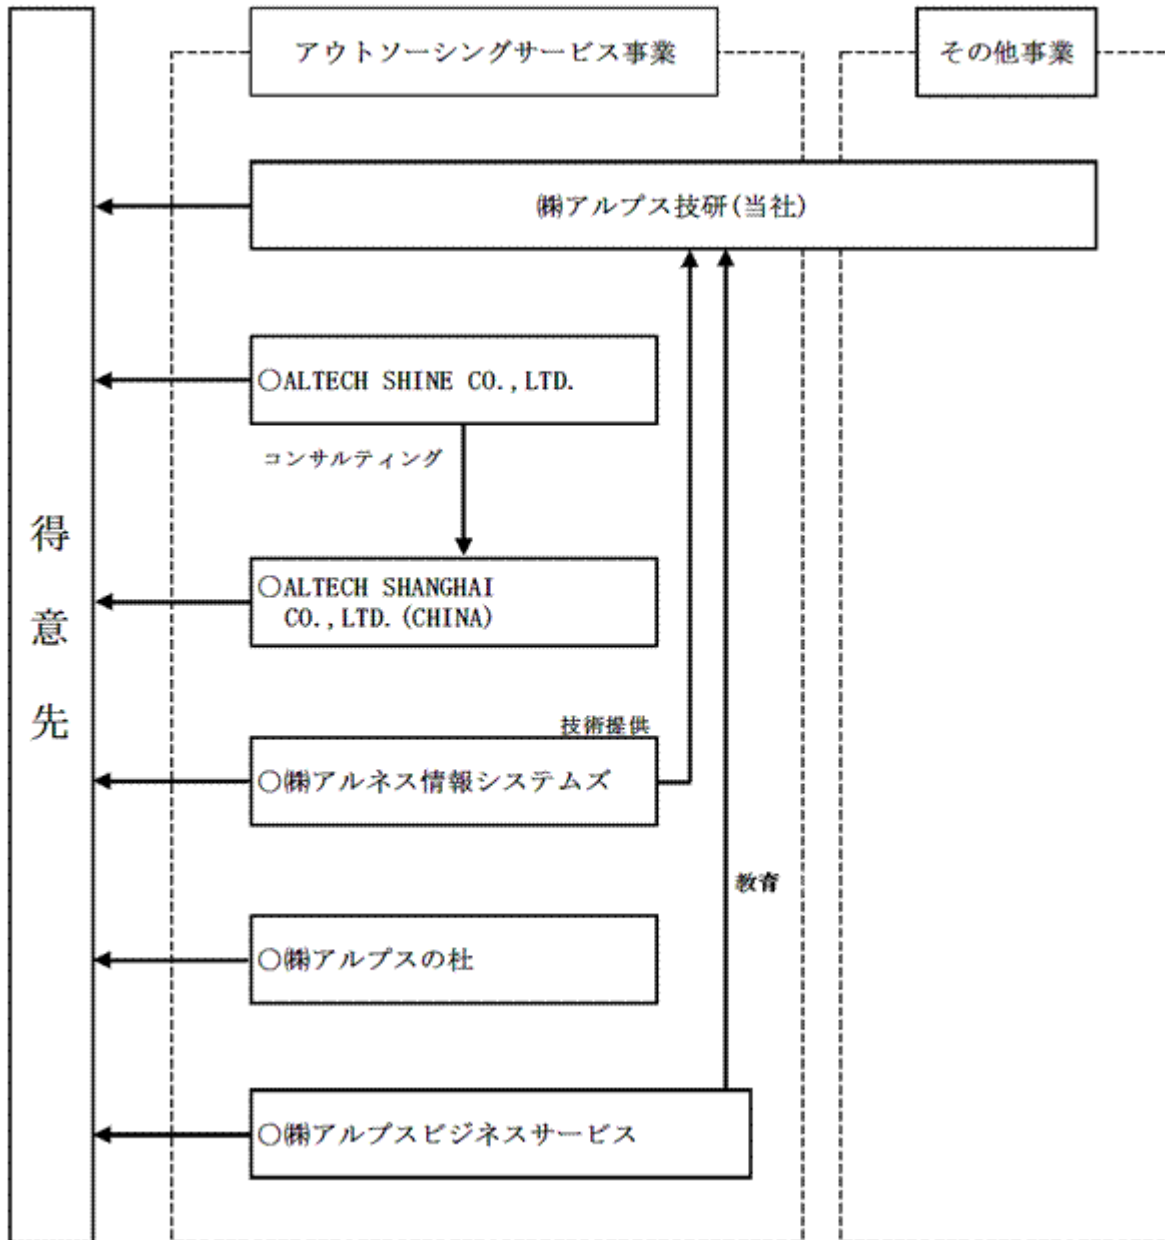 アウトソーシングサービス事業
その他事業
㈱アルプス技研(当社)
○ALTECH SHINE CO.,LTD.
コンサルティング
○ALTECH SHANGHAI
CO.,LTD.(CHINA)
得意先
技術提供
○㈱アルネス情報システムズ
教育
○㈱アルプスの杜
○㈱アルプスビジネスサービス